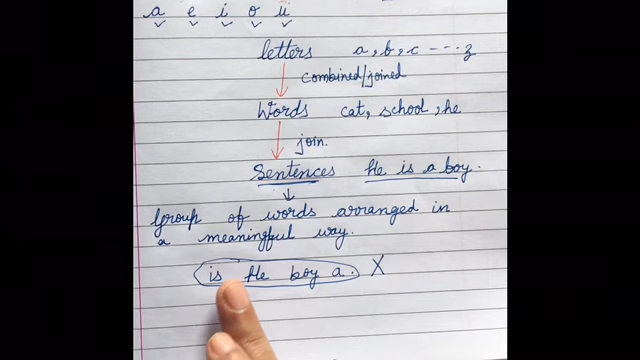 a e i o u
letters a, b, c ---z
Combined/joined
Words cat, school, he
join.
Sentences He is a boy.
Group of words arranged in
a meaningful way.
is He boy a. X